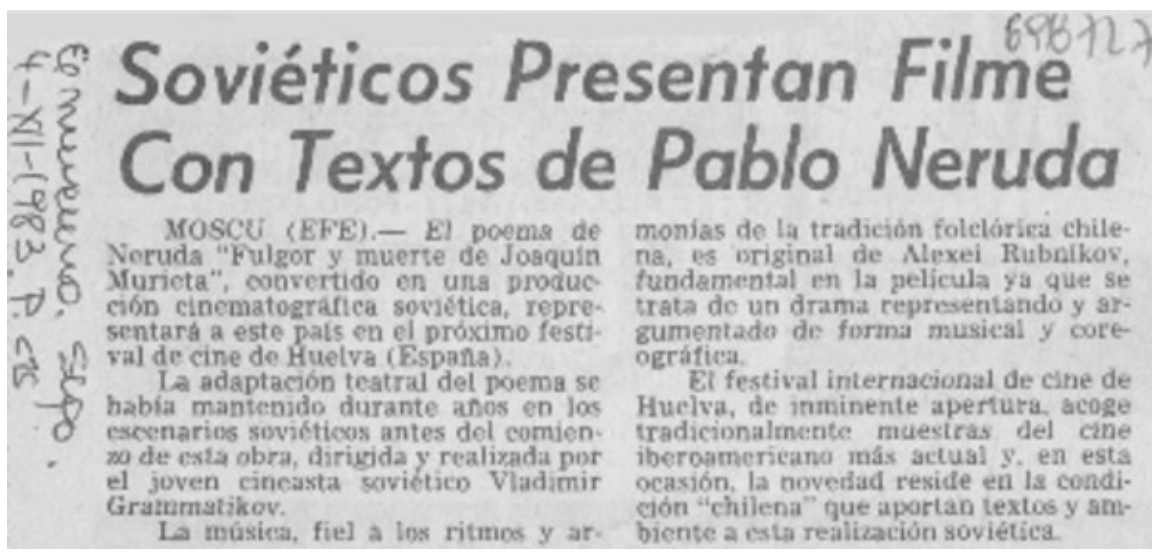 698727
Soviéticos Presentan Filme
Con Textos de Pablo Neruda
MOSCU (EFE).— El poema de
Neruda "Fulgor y muerte de Joaquín
Murieta", convertido en una produc-
ción cinematográfica soviética, repre-
sentará a este país en el próximo festi-
val de cine de Huelva (España).
La adaptación teatral del poema se
había mantenido durante años en los
escenarios soviéticos antes del comien-
zo de esta obra, dirigida y realizada por
el joven cineasta soviético Vladimir
Grammatikov.
La música, fiel a los ritmos y ar-
monías de la tradición folclórica chile-
na, es original de Alexei Rubnikov,
fundamental en la película ya que se
trata de un drama representando y ar-
gumentado de forma musical y core-
ográfica.
El festival internacional de cine de
Huelva, de inminente apertura, acoge
tradicionalmente muestras del cine
iberoamericano más actual y, en esta
ocasión, la novedad reside en la condi-
ción "chilena" que aportan textos y am-
biente a esta realización soviética.
Stgo.
4-XI-1983. P.